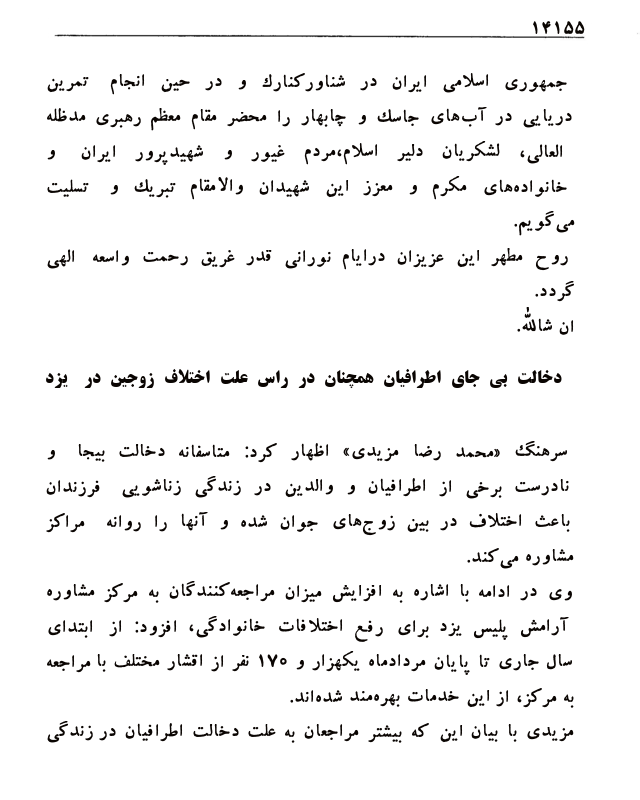 ۱۴۱۵۵
جمهوری اسلامی ایران در شناورکنارك و در حین انجام تمرین
دریایی در آب‌های جاسك و چابهار را محضر مقام معظم رهبری مدظله
العالی، لشکریان دلیر اسلام،مردم غیور و شهیدپرور ایران و
خانواده‌های مکرم و معزز این شهیدان والامقام تبریك و تسلیت
می‌گویم.
روح مطهر این عزیزان درایام نورانی قدر غریق رحمت واسعه الهی
گردد.
ان شالله.
دخالت بی جای اطرافیان همچنان در راس علت اختلاف زوجین در یزد
سرهنگ «محمد رضا مزیدی» اظهار کرد: متاسفانه دخالت بیجا و
نادرست برخی از اطرافیان و والدین در زندگی زناشویی فرزندان
باعث اختلاف در بین زوج‌های جوان شده و آنها را روانه مراکز
مشاوره می‌کند.
وی در ادامه با اشاره به افزایش میزان مراجعه‌کنندگان به مرکز مشاوره
آرامش پلیس یزد برای رفع اختلافات خانوادگی، افزود: از ابتدای
سال جاری تا پایان مردادماه یکهزار و ۱۷۰ نفر از اقشار مختلف با مراجعه
به مرکز، از این خدمات بهره‌مند شده‌اند.
مزیدی با بیان این که بیشتر مراجعان به علت دخالت اطرافیان در زندگی